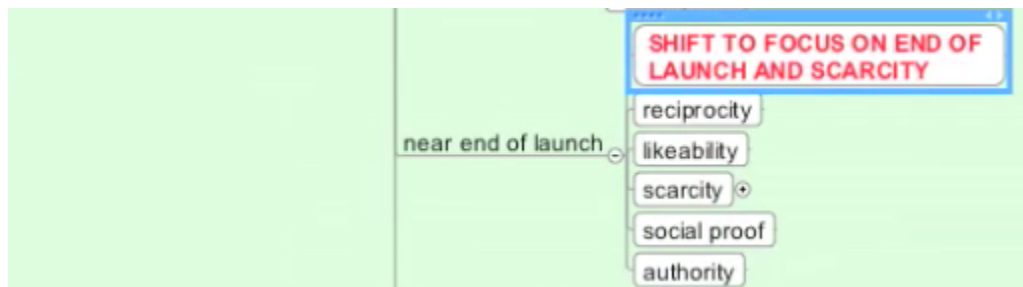 SHIFT TO FOCUS ON END OF
LAUNCH AND SCARCITY
reciprocity
near end of launch
likeability
scarcity
social proof
authority